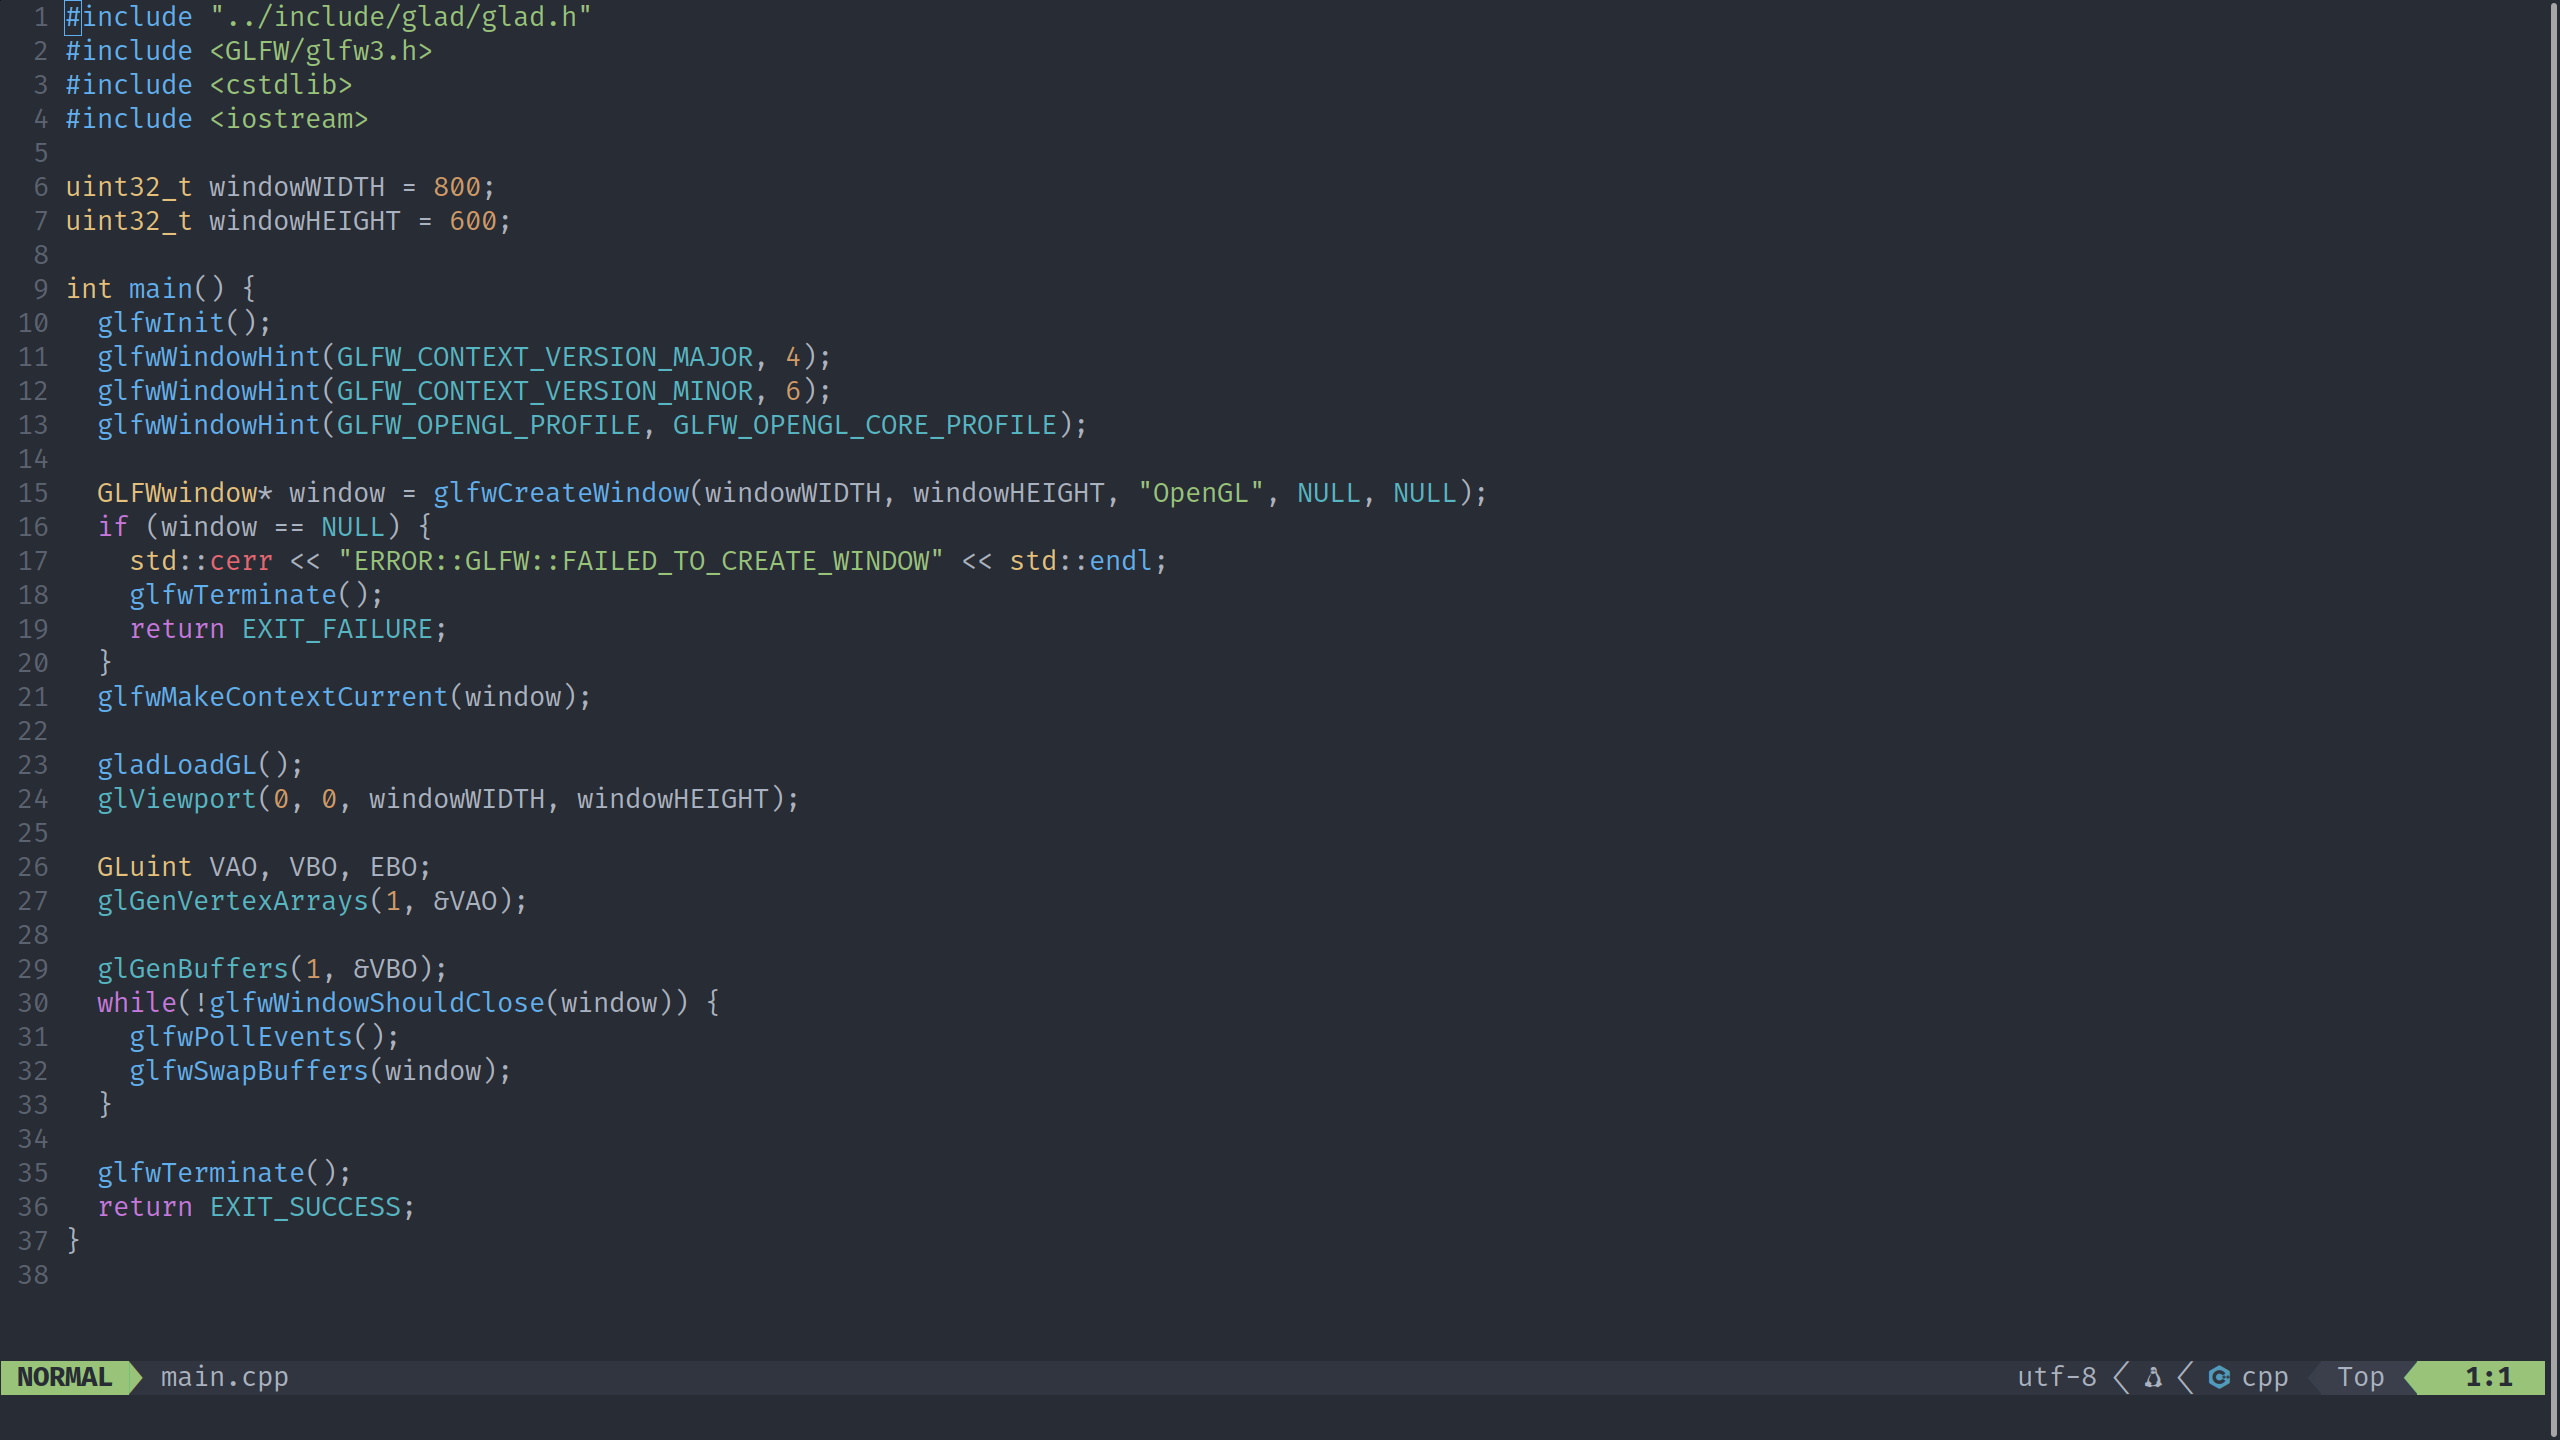 1 #include "../include/glad/glad.h"
2 #include <GLFW/glfw3.h>
3 #include <cstdlib>
4 #include <iostream>
5
6 uint32_t windowWIDTH = 800;
7 uint32_t windowHEIGHT = 600;
8
9 int main() {
10   glfwInit();
11   glfwWindowHint(GLFW_CONTEXT_VERSION_MAJOR, 4);
12   glfwWindowHint(GLFW_CONTEXT_VERSION_MINOR, 6);
13   glfwWindowHint(GLFW_OPENGL_PROFILE, GLFW_OPENGL_CORE_PROFILE);
14
15   GLFWwindow* window = glfwCreateWindow(windowWIDTH, windowHEIGHT, "OpenGL", NULL, NULL);
16   if (window == NULL) {
17     std::cerr << "ERROR::GLFW::FAILED_TO_CREATE_WINDOW" << std::endl;
18     glfwTerminate();
19     return EXIT_FAILURE;
20   }
21   glfwMakeContextCurrent(window);
22
23   gladLoadGL();
24   glViewport(0, 0, windowWIDTH, windowHEIGHT);
25
26   GLuint VAO, VBO, EBO;
27   glGenVertexArrays(1, &VAO);
28
29   glGenBuffers(1, &VBO);
30   while(!glfwWindowShouldClose(window)) {
31     glfwPollEvents();
32     glfwSwapBuffers(window);
33   }
34
35   glfwTerminate();
36   return EXIT_SUCCESS;
37 }
38
NORMAL main.cpp utf-8 cpp Top 1:1